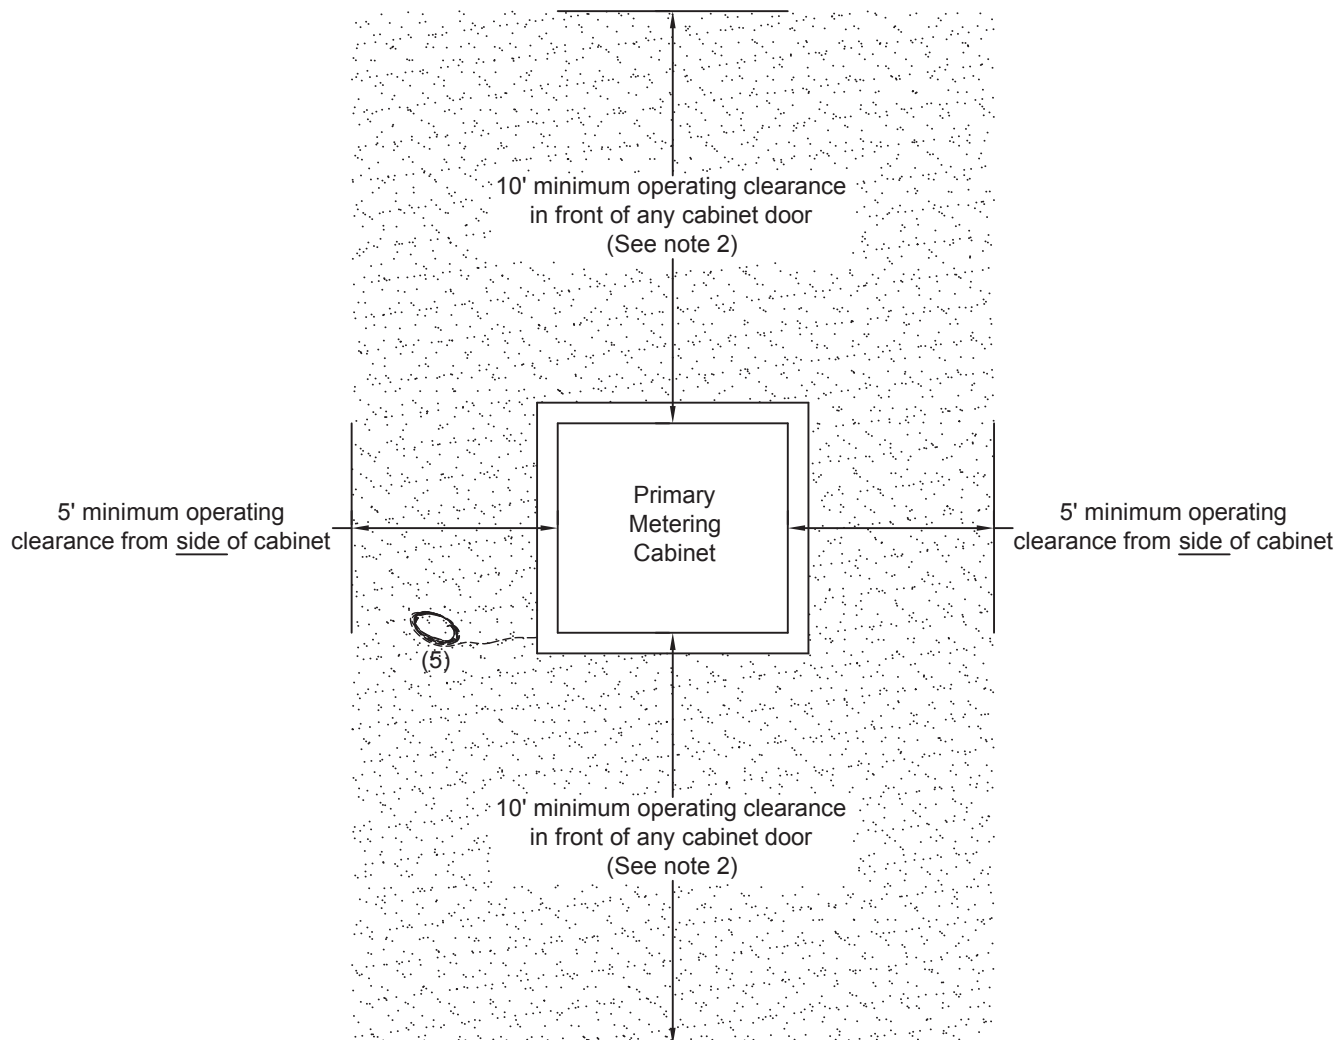 10' minimum operating clearance
in front of any cabinet door
(See note 2)
5' minimum operating
clearance from side of cabinet
Primary
Metering
Cabinet
5' minimum operating
clearance from side of cabinet
(5)
10' minimum operating clearance
in front of any cabinet door
(See note 2)